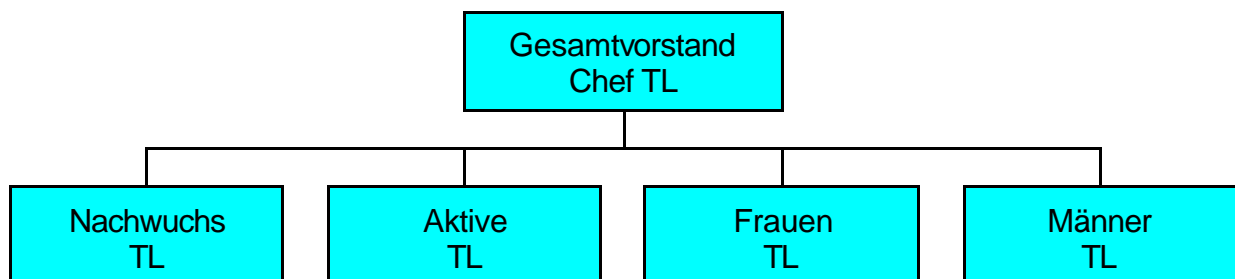 Gesamtvorstand
Chef TL
Nachwuchs
TL
Aktive
TL
Frauen
TL
Männer
TL